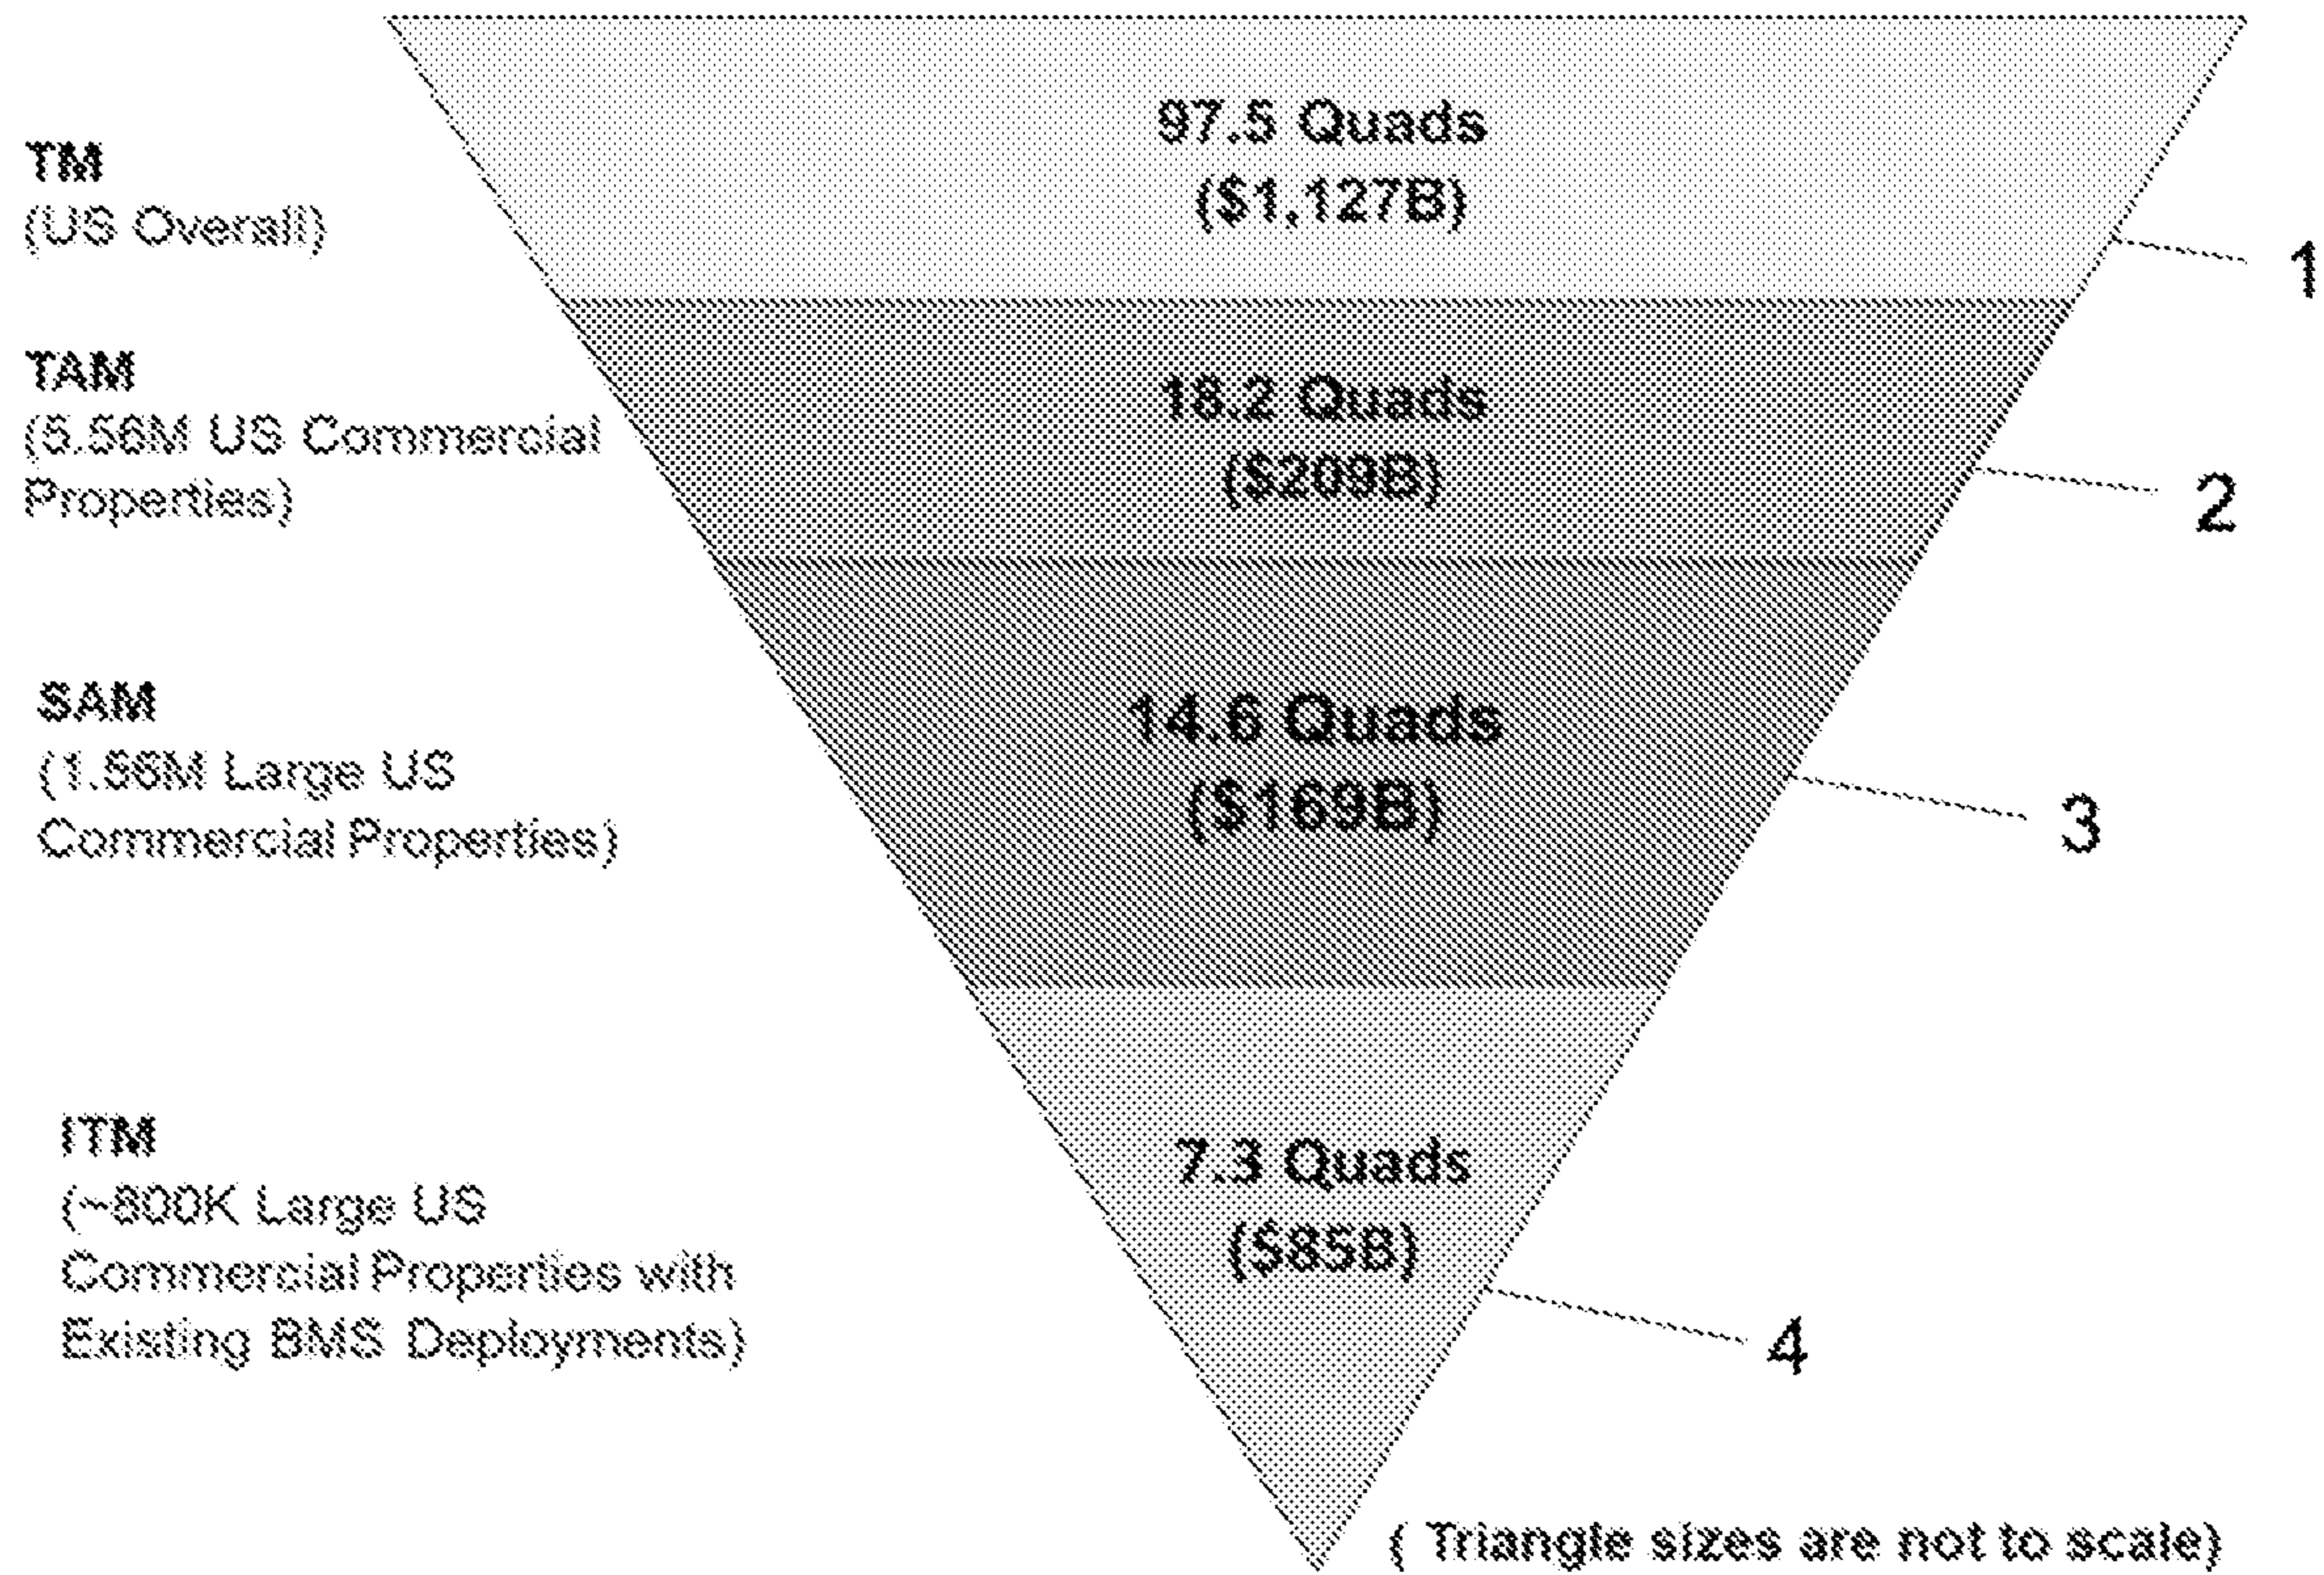 97.5 Quads
($1,127B)
TM
(US Overall)
1
TAM
(5.56M US Commercial
Properties)
18.2 Quads
($209B)
2
SAM
(1.56M Large US
Commercial Properties)
14.6 Quads
($169B)
3
ITM
(~800K Large US
Commercial Properties with
Existing BMS Deployments)
7.3 Quads
($85B)
4
( Triangle sizes are not to scale)